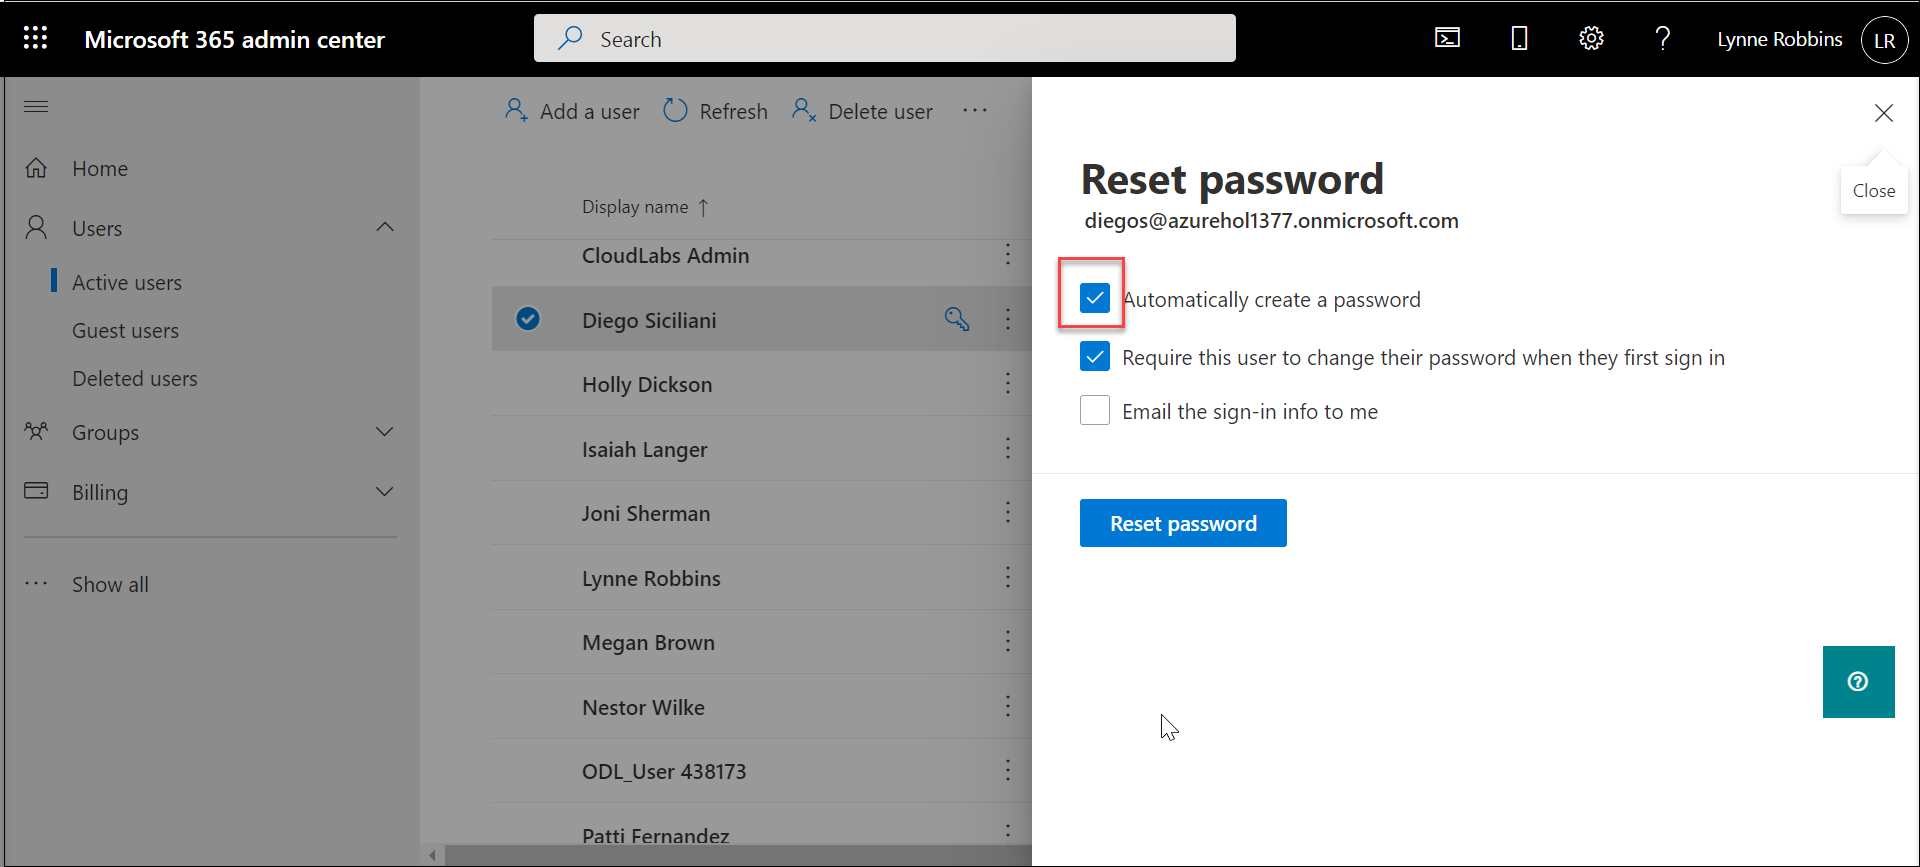 Microsoft 365 admin center
Search
Lynne Robbins
LR
Home
Users
Active users
Guest users
Deleted users
Groups
Billing
Show all
Add a user
Refresh
Delete user
Display name ↑
CloudLabs Admin
Diego Siciliani
Holly Dickson
Isaiah Langer
Joni Sherman
Lynne Robbins
Megan Brown
Nestor Wilke
ODL_User 438173
Patti Fernandez
Close
Reset password
diegos@azurehol1377.onmicrosoft.com
Automatically create a password
Require this user to change their password when they first sign in
Email the sign-in info to me
Reset password